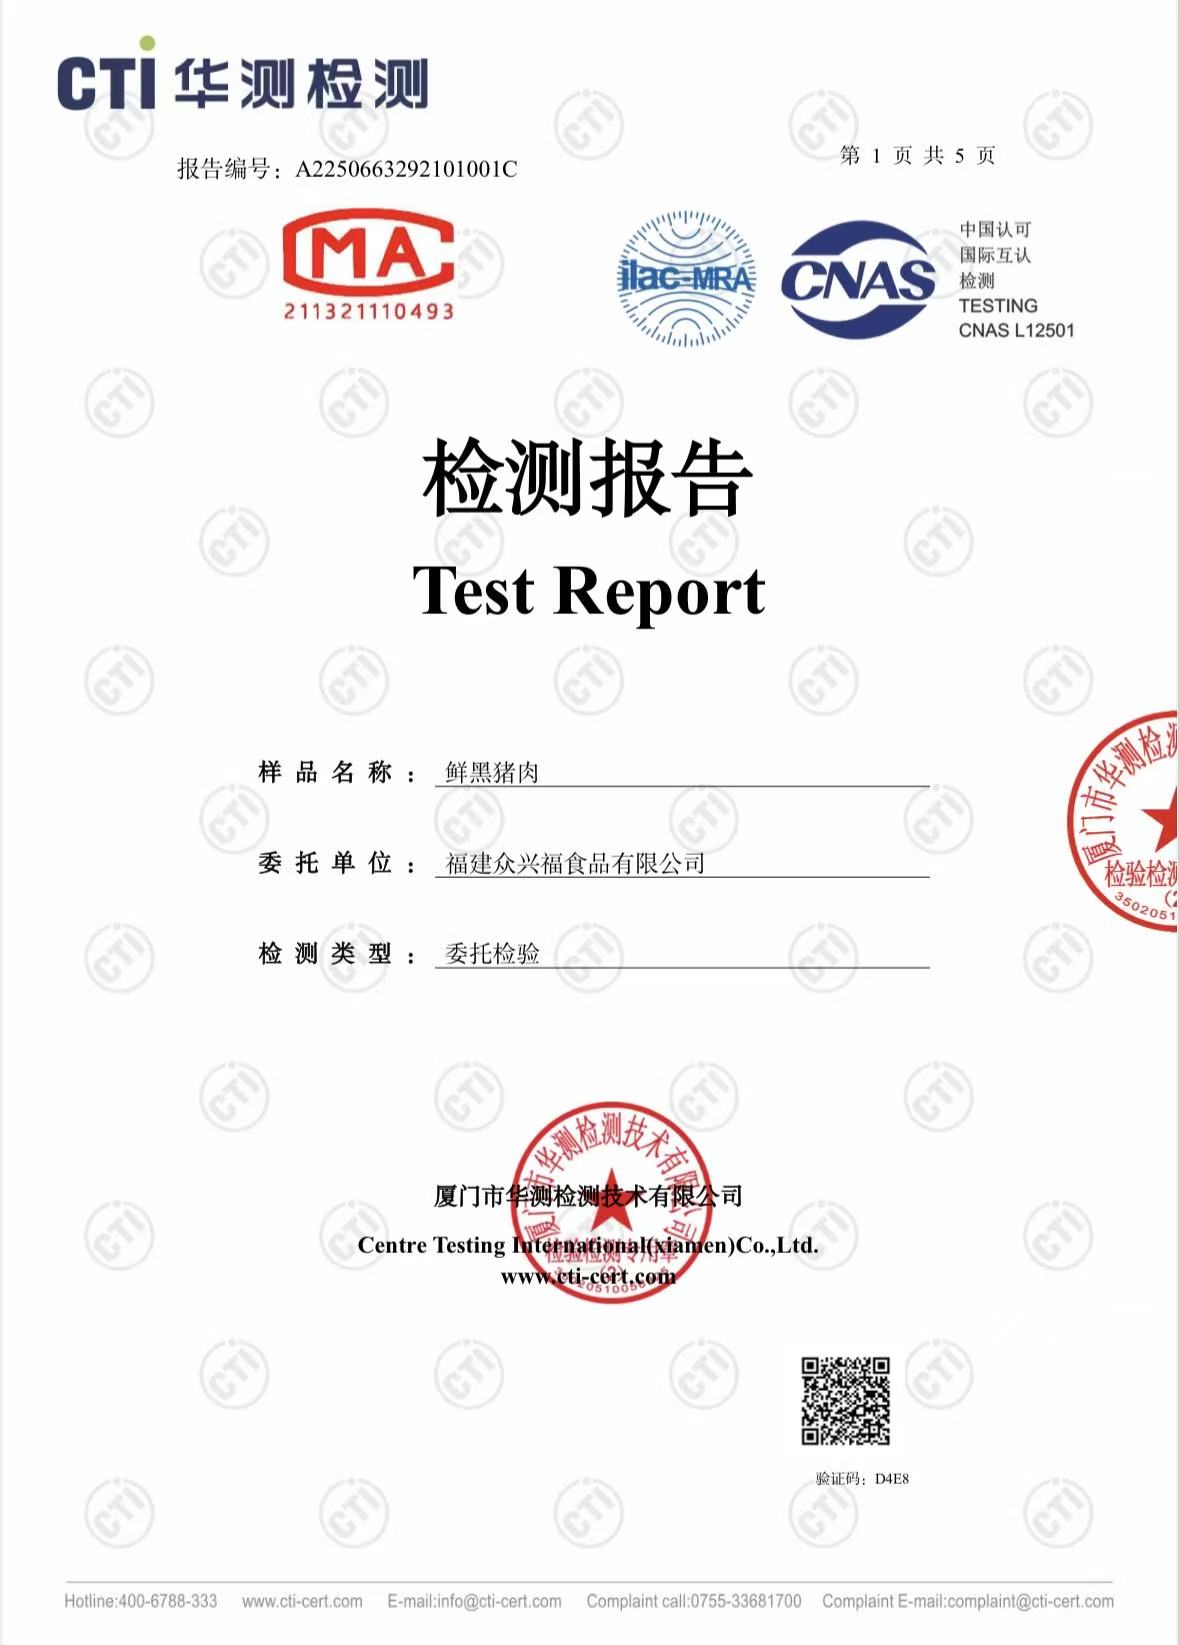 CTI 华测检测
报告编号：A2250663292101001C
第 1 页 共 5 页
MA
211321110493
ilac-MRA
CNAS
中国认可
国际互认
检测
TESTING
CNAS L12501
检测报告
Test Report
样品名称：鲜黑猪肉
委托单位：福建众兴福食品有限公司
检测类型：委托检验
厦门市华测检
检验检测
(2
3502051
厦门市华测检测技术有限公司
厦门市华测检测技术有限公司
Centre Testing International(xiamen)Co.,Ltd.
检验检测专用章
(2)
www.cti-cert.com
验证码：D4E8
Hotline:400-6788-333 www.cti-cert.com E-mail:info@cti-cert.com Complaint call:0755-33681700 Complaint E-mail:complaint@cti-cert.com